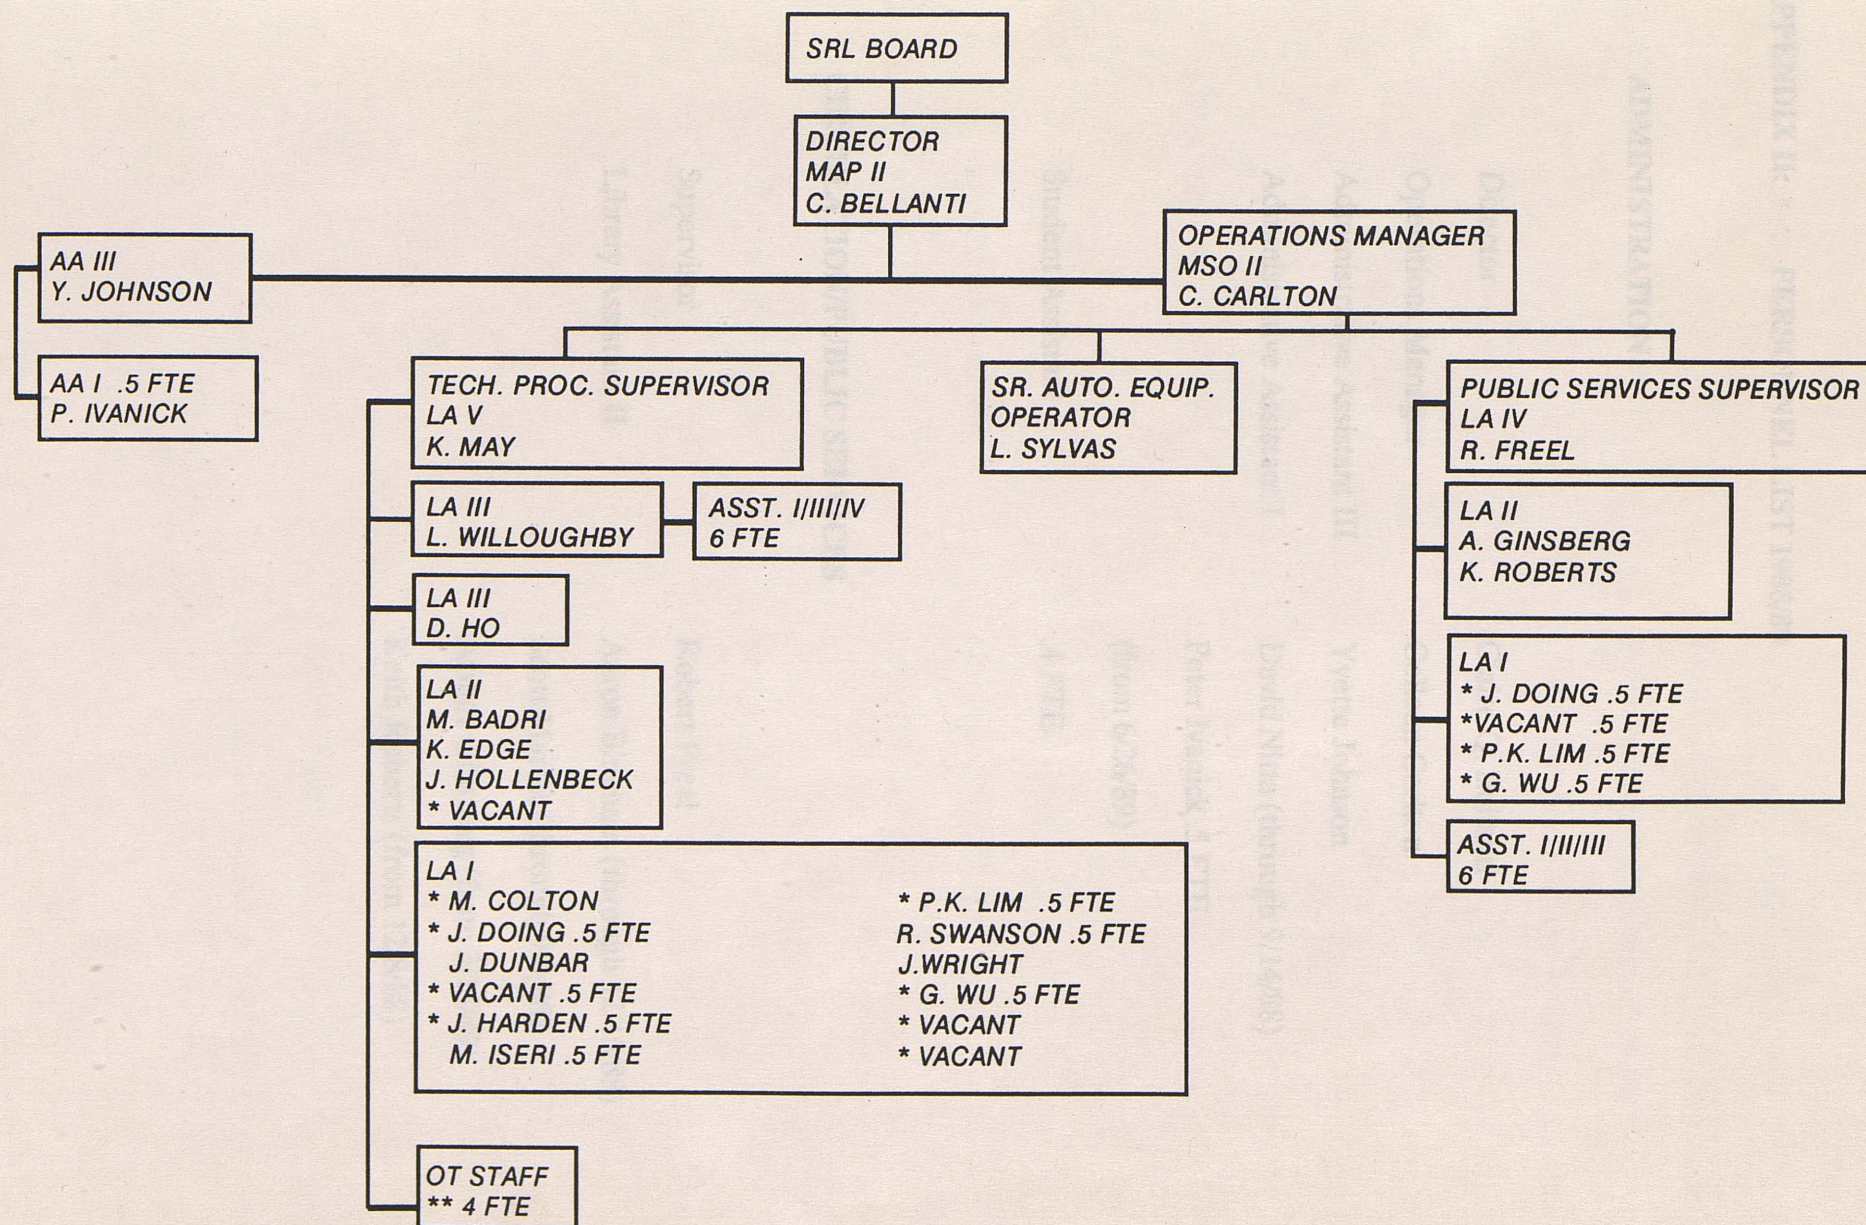 SRL BOARD
DIRECTOR
MAP II
C. BELLANTI
OPERATIONS MANAGER
MSO II
C. CARLTON
AA III
Y. JOHNSON
AA I .5 FTE
P. IVANICK
TECH. PROC. SUPERVISOR
LA V
K. MAY
LA III
L. WILLOUGHBY
ASST. I/III/IV
6 FTE
LA III
D. HO
LA II
M. BADRI
K. EDGE
J. HOLLENBECK
* VACANT
LA I
* M. COLTON
* J. DOING .5 FTE
J. DUNBAR
* VACANT .5 FTE
* J. HARDEN .5 FTE
M. ISERI .5 FTE
* P.K. LIM .5 FTE
R. SWANSON .5 FTE
J.WRIGHT
* G. WU .5 FTE
* VACANT
* VACANT
OT STAFF
** 4 FTE
SR. AUTO. EQUIP.
OPERATOR
L. SYLVAS
PUBLIC SERVICES SUPERVISOR
LA IV
R. FREEL
LA II
A. GINSBERG
K. ROBERTS
LA I
* J. DOING .5 FTE
*VACANT .5 FTE
* P.K. LIM .5 FTE
* G. WU .5 FTE
ASST. I/II/III
6 FTE